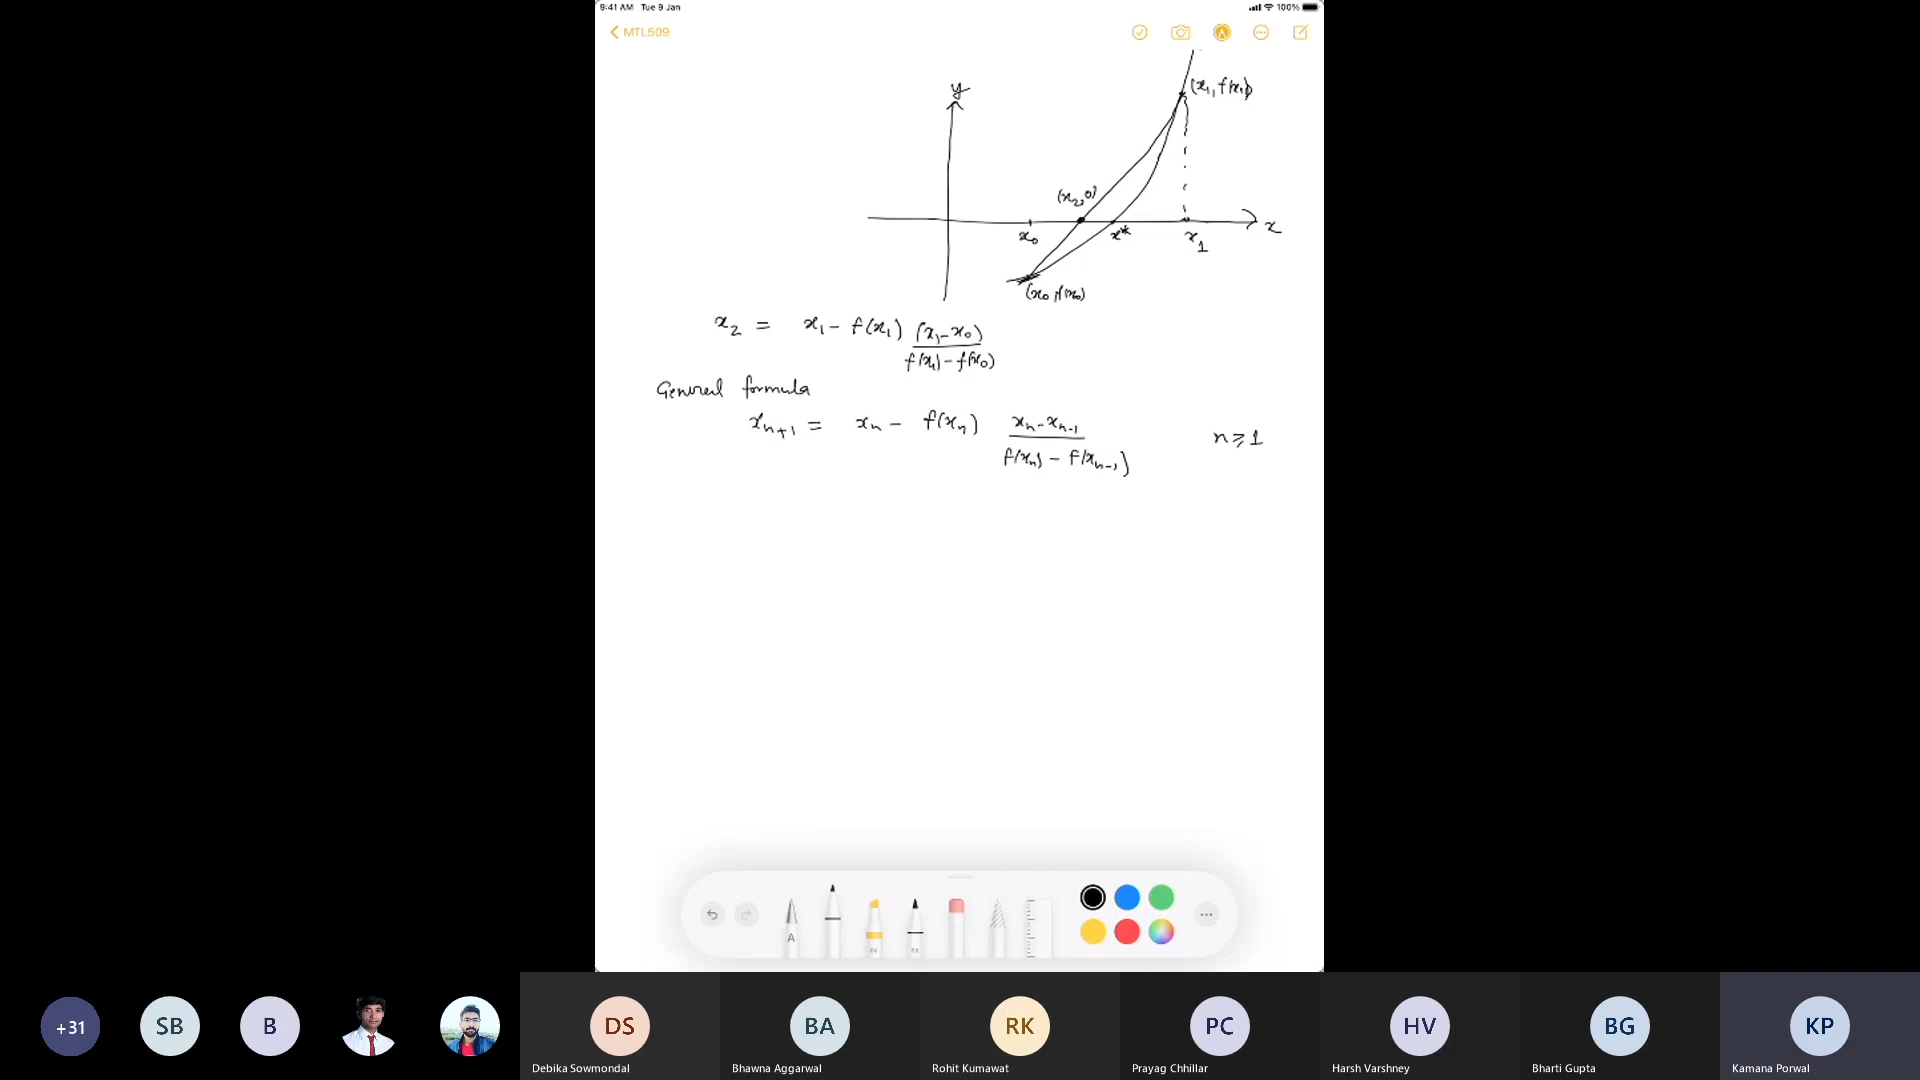 9:41 AM Tue 9 Jan 100%
MTL509
y
(x₁, f(x₁))
(x₂, 0)
x₀ x* x₁ x
(x₀, f(x₀))
x₂ = x₁ - f(x₁) (x₁-x₀) / f(x₁) - f(x₀)
General formula
xₙ₊₁ = xₙ - f(xₙ) xₙ-xₙ₋₁ / f(xₙ) - f(xₙ₋₁) n ≥ 1
A
+31 SB B DS BA RK PC HV BG KP
Debika Sowmondal Bhawna Aggarwal Rohit Kumawat Prayag Chhillar Harsh Varshney Bharti Gupta Kamana Porwal